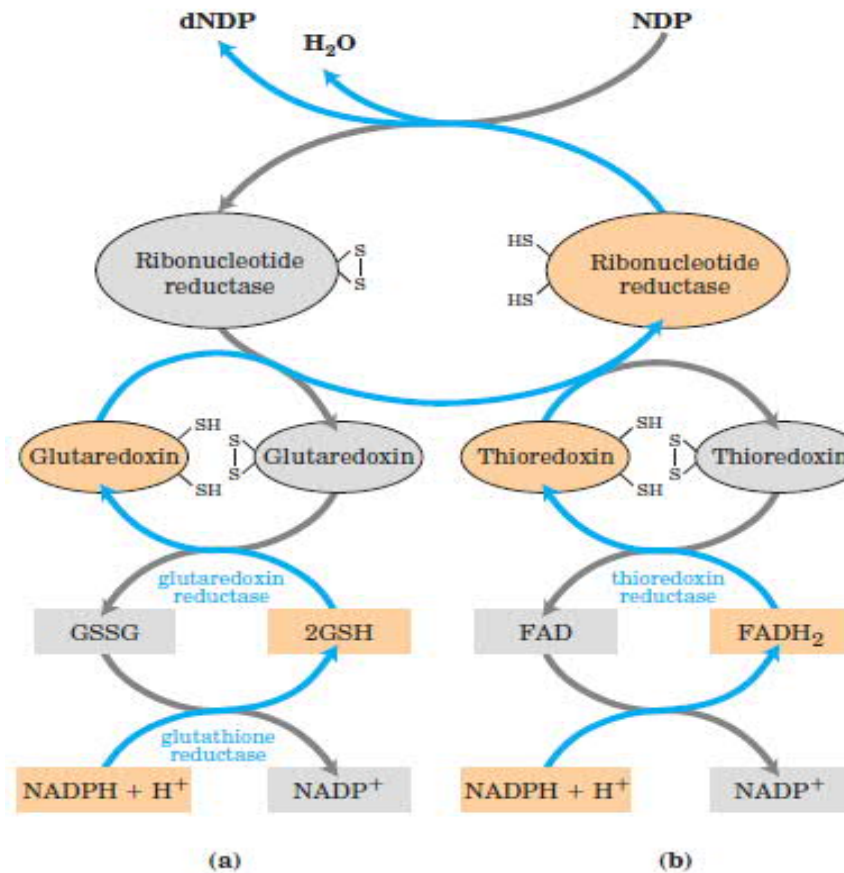 dNDP
H₂O
NDP
Ribonucleotide
reductase
S
S
HS
HS
Ribonucleotide
reductase
Glutaredoxin
SH
SH
S
S
Glutaredoxin
Thioredoxin
SH
SH
S
S
Thioredoxin
glutaredoxin
reductase
thioredoxin
reductase
GSSG
2GSH
FAD
FADH₂
glutathione
reductase
NADPH + H⁺
NADP⁺
NADPH + H⁺
NADP⁺
(a)
(b)